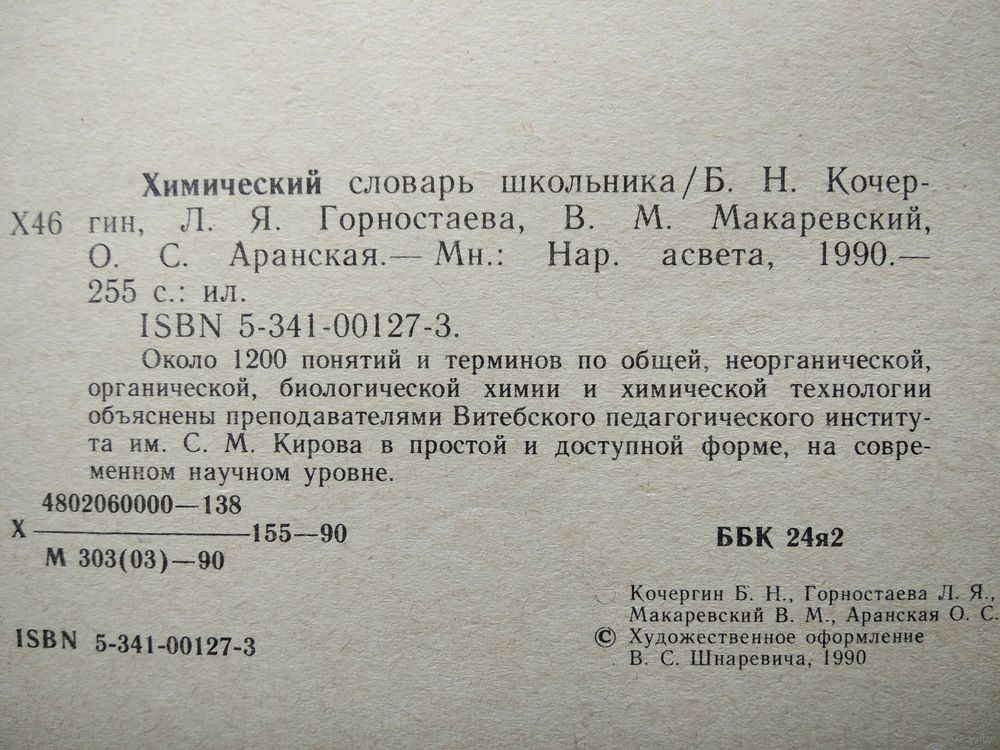 Химический словарь школьника/Б. Н. Кочер-
Х46 гин, Л. Я. Горностаева, В. М. Макаревский,
О. С. Аранская.— Мн.: Нар. асвета, 1990.—
255 с.: ил.
ISBN 5-341-00127-3.
Около 1200 понятий и терминов по общей, неорганической,
органической, биологической химии и химической технологии
объяснены преподавателями Витебского педагогического институ-
та им. С. М. Кирова в простой и доступной форме, на совре-
менном научном уровне.
4802060000—138
Х ——————155—90
М 303(03)—90
ББК 24я2
ISBN 5-341-00127-3
Кочергин Б. Н., Горностаева Л. Я.,
Макаревский В. М., Аранская О. С.
© Художественное оформление
В. С. Шнаревича, 1990